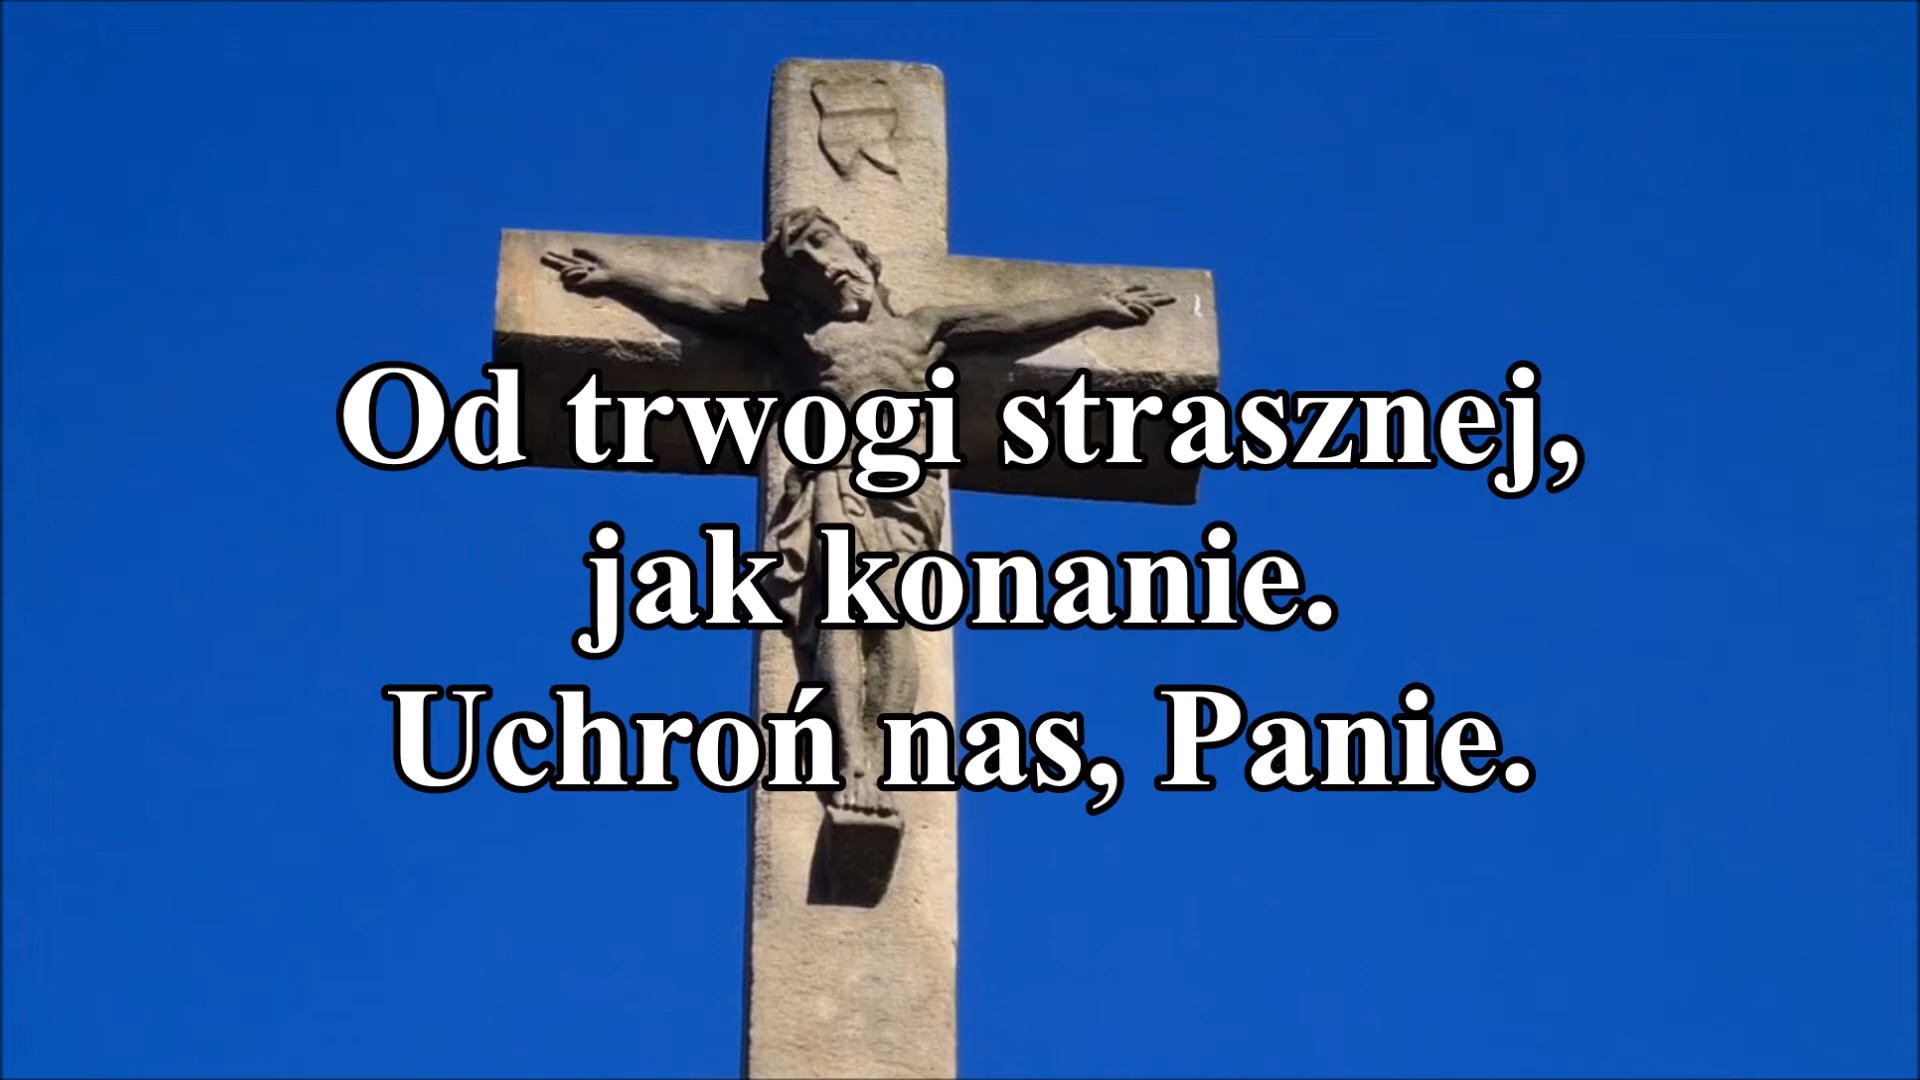 Od trwogi strasznej,
jak konanie.
Uchroń nas, Panie.